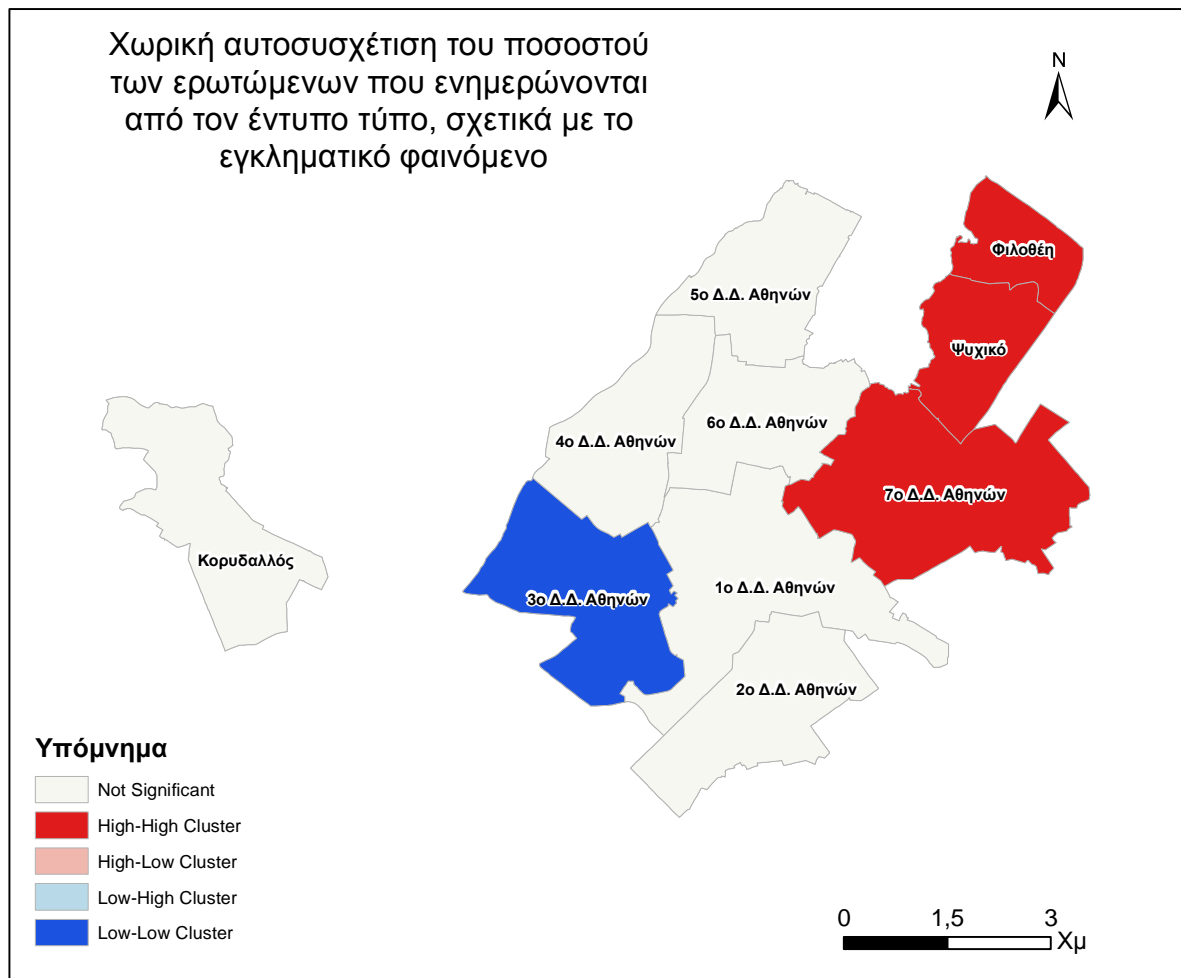 Χωρική αυτοσυσχέτιση του ποσοστού
των ερωτώμενων που ενημερώνονται
από τον έντυπο τύπο, σχετικά με το
εγκληματικό φαινόμενο
N
Φιλοθέη
5ο Δ.Δ. Αθηνών
Ψυχικό
6ο Δ.Δ. Αθηνών
4ο Δ.Δ. Αθηνών
7ο Δ.Δ. Αθηνών
Κορυδαλλός
1ο Δ.Δ. Αθηνών
3ο Δ.Δ. Αθηνών
2ο Δ.Δ. Αθηνών
Υπόμνημα
Not Significant
High-High Cluster
High-Low Cluster
Low-High Cluster
Low-Low Cluster
0 1,5 3
Χμ